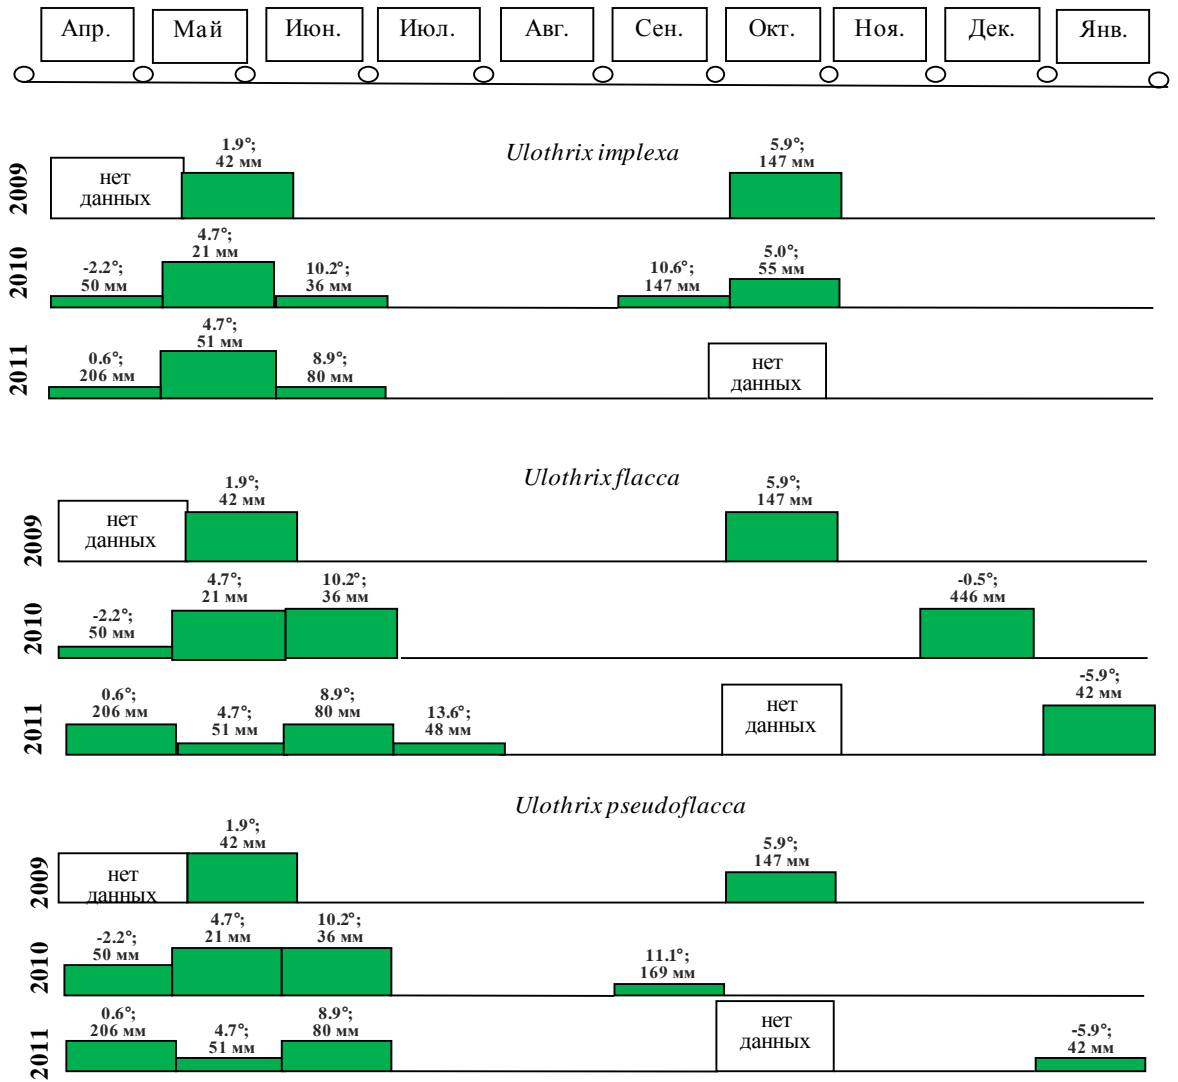 Апр. Май Июн. Июл. Авг. Сен. Окт. Ноя. Дек. Янв.
Ulothrix implexa
2009
нет
данных
1.9°;
42 мм
5.9°;
147 мм
2010
-2.2°;
50 мм
4.7°;
21 мм
10.2°;
36 мм
10.6°;
147 мм
5.0°;
55 мм
2011
0.6°;
206 мм
4.7°;
51 мм
8.9°;
80 мм
нет
данных
Ulothrix flacca
2009
нет
данных
1.9°;
42 мм
5.9°;
147 мм
2010
-2.2°;
50 мм
4.7°;
21 мм
10.2°;
36 мм
-0.5°;
446 мм
2011
0.6°;
206 мм
4.7°;
51 мм
8.9°;
80 мм
13.6°;
48 мм
нет
данных
-5.9°;
42 мм
Ulothrix pseudoflacca
2009
нет
данных
1.9°;
42 мм
5.9°;
147 мм
2010
-2.2°;
50 мм
4.7°;
21 мм
10.2°;
36 мм
11.1°;
169 мм
2011
0.6°;
206 мм
4.7°;
51 мм
8.9°;
80 мм
нет
данных
-5.9°;
42 мм